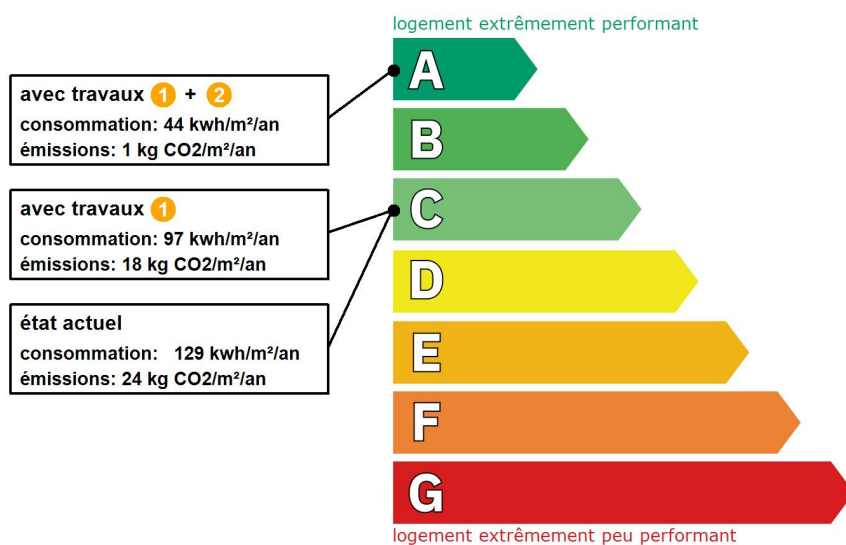 logement extrêmement performant
avec travaux 1 + 2
consommation: 44 kwh/m²/an
émissions: 1 kg CO2/m²/an
avec travaux 1
consommation: 97 kwh/m²/an
émissions: 18 kg CO2/m²/an
état actuel
consommation: 129 kwh/m²/an
émissions: 24 kg CO2/m²/an
A
B
C
D
E
F
G
logement extrêmement peu performant